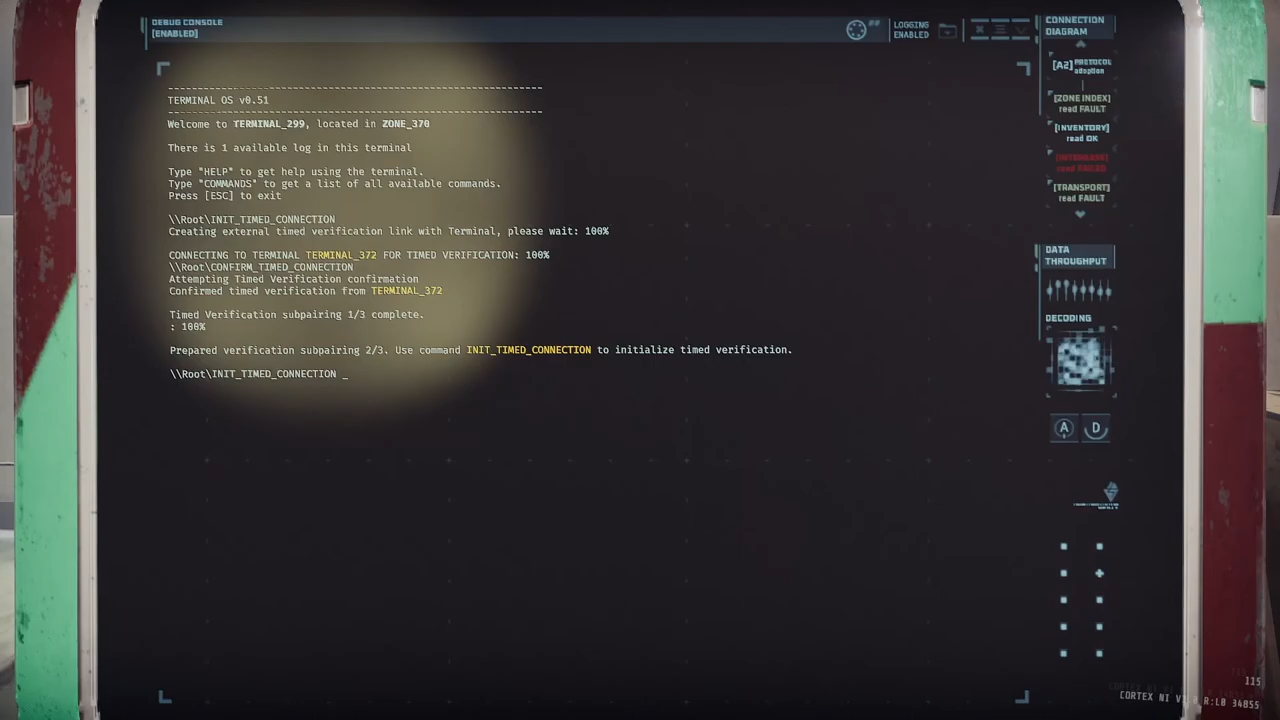 DEBUG CONSOLE
[ENABLED]
LOGGING
ENABLED
CONNECTION
DIAGRAM
[A2] PROTOCOL
adoption
[ZONE INDEX]
read FAULT
[INVENTORY]
read OK
read FAILED
[TRANSPORT]
read FAULT
DATA
THROUGHPUT
DECODING
A D
----------------------------------------------------------------
TERMINAL OS v0.51
----------------------------------------------------------------
Welcome to TERMINAL_299, located in ZONE_370
There is 1 available log in this terminal
Type "HELP" to get help using the terminal.
Type "COMMANDS" to get a list of all available commands.
Press [ESC] to exit
\\Root\INIT_TIMED_CONNECTION
Creating external timed verification link with Terminal, please wait: 100%
CONNECTING TO TERMINAL TERMINAL_372 FOR TIMED VERIFICATION: 100%
\\Root\CONFIRM_TIMED_CONNECTION
Attempting Timed Verification confirmation
Confirmed timed verification from TERMINAL_372
Timed Verification subpairing 1/3 complete.
: 100%
Prepared verification subpairing 2/3. Use command INIT_TIMED_CONNECTION to initialize timed verification.
\\Root\INIT_TIMED_CONNECTION _
115
CORTEX NI R:L0 34855